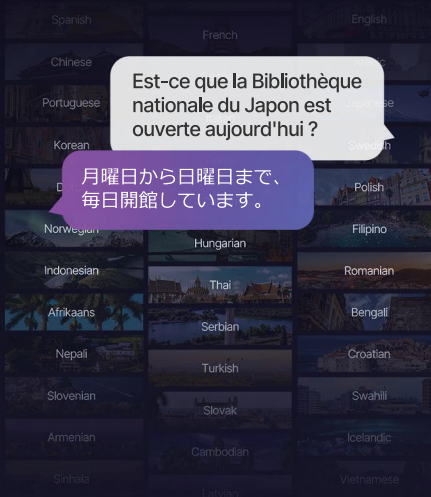 Spanish
French
English
Chinese
Est-ce que la Bibliothèque
nationale du Japon est
ouverte aujourd'hui ?
Portuguese
Korean
Swedish
月曜日から日曜日まで、
毎日開館しています。
Polish
Norwegian
Hungarian
Filipino
Indonesian
Thai
Romanian
Afrikaans
Serbian
Bengali
Nepali
Turkish
Croatian
Slovenian
Slovak
Swahili
Armenian
Cambodian
Icelandic
Sinhala
Latvian
Vietnamese